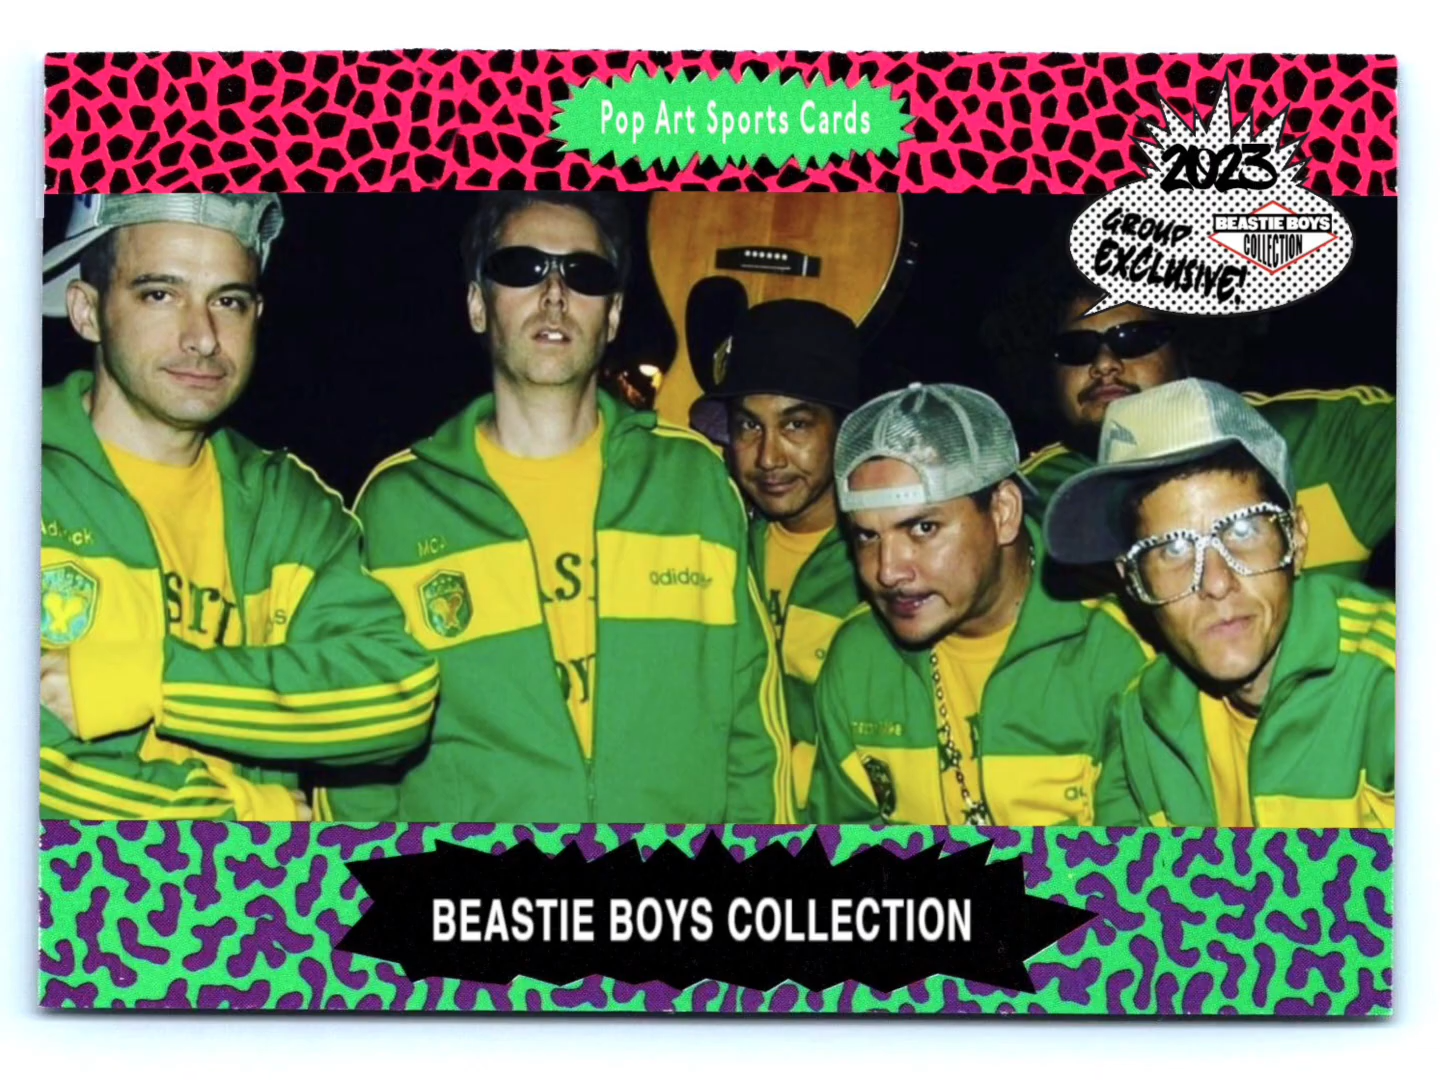 Pop Art Sports Cards
2023
GROUP
EXCLUSIVE!
BEASTIE BOYS
COLLECTION
MCA
adidas
BEASTIE BOYS COLLECTION